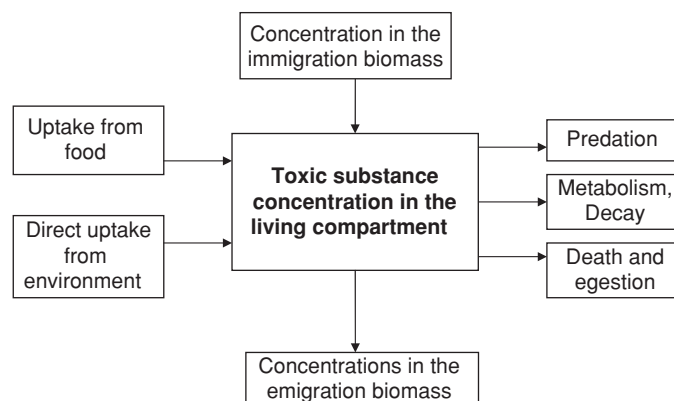 Concentration in the
immigration biomass
Uptake from
food
Direct uptake
from
environment
Toxic substance
concentration in the
living compartment
Predation
Metabolism,
Decay
Death and
egestion
Concentrations in the
emigration biomass